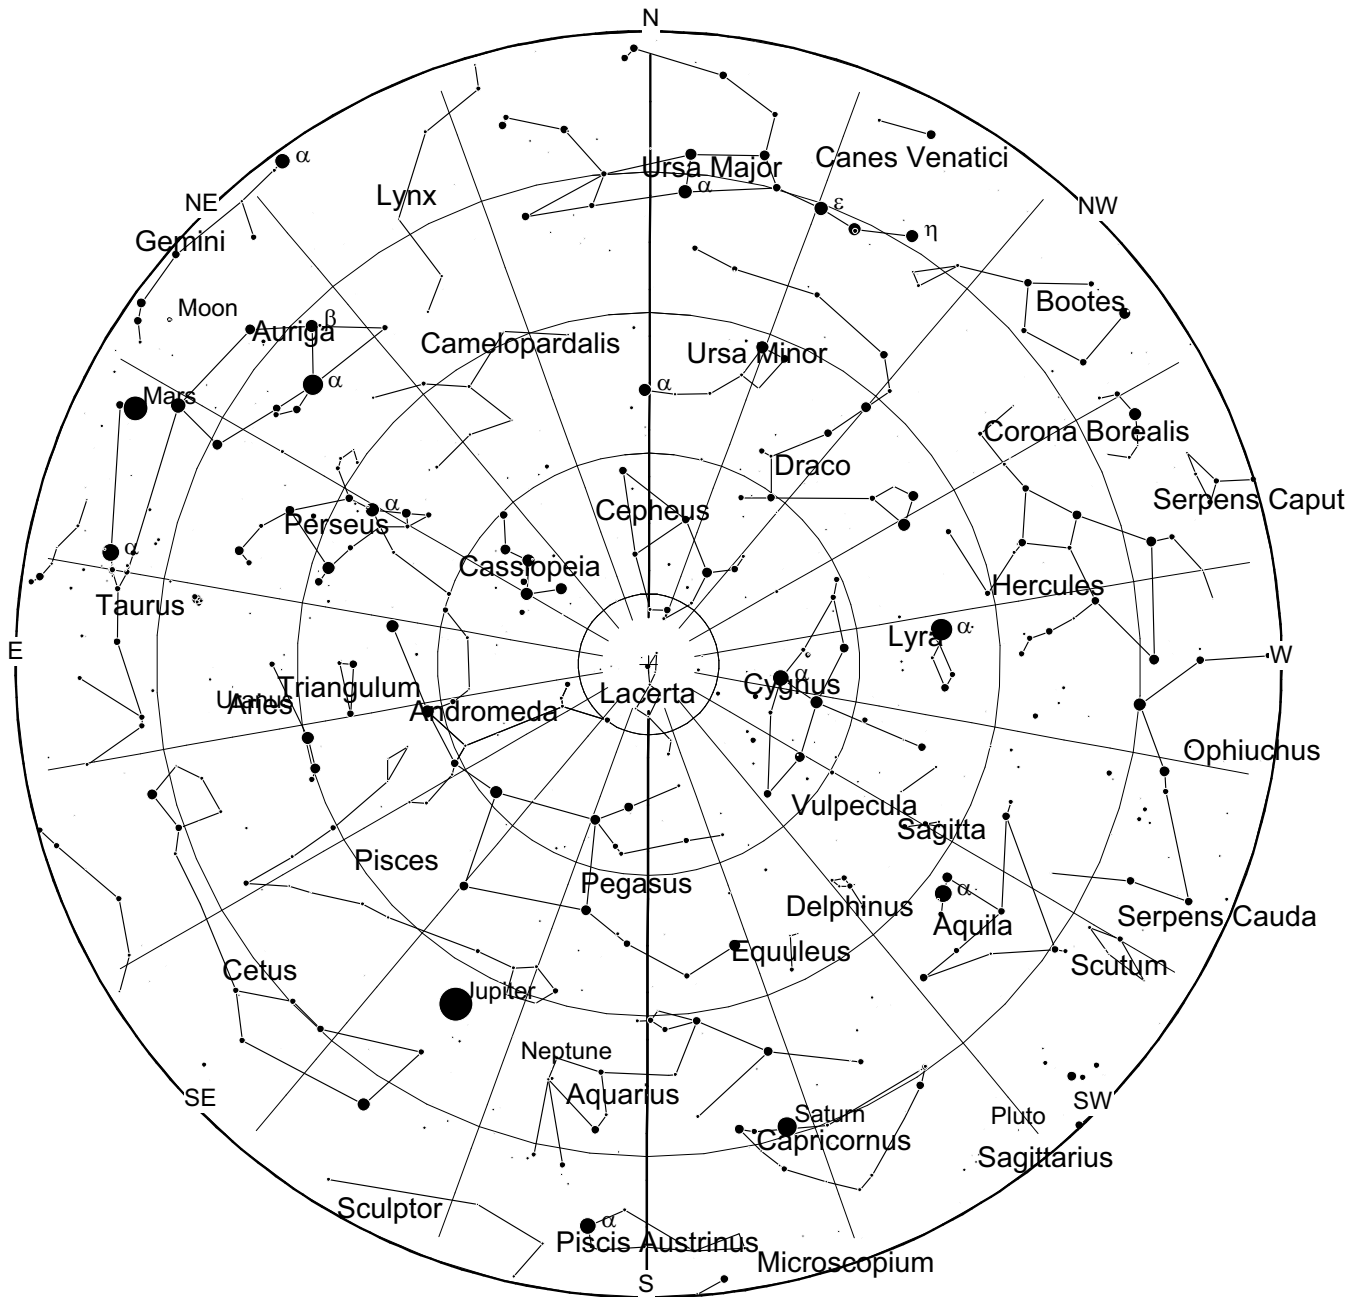 N
Canes Venatici
Ursa Major
α
α
ε
Lynx
NE
NW
η
Gemini
Moon
Bootes
β
Auriga
Camelopardalis
Ursa Minor
α
α
Mars
Corona Borealis
Draco
Serpens Caput
α
Cepheus
Perseus
α
Cassiopeia
Hercules
Taurus
α
Lyra
E
W
α
Triangulum
Cygnus
Lacerta
Uranus
Aries
Andromeda
Ophiuchus
Vulpecula
Sagitta
Pisces
Pegasus
α
Delphinus
Serpens Cauda
Aquila
Equuleus
Scutum
Cetus
Jupiter
Neptune
Aquarius
SE
SW
Saturn
Pluto
Capricornus
Sagittarius
Sculptor
α
Piscis Austrinus
Microscopium
S